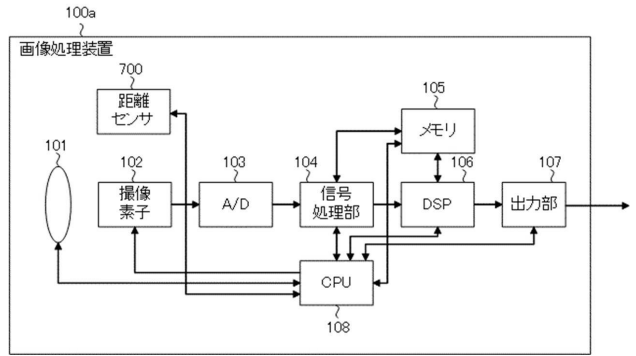 100a
画像処理装置
700
距離
センサ
105
メモリ
101
102
撮像
素子
103
A/D
104
信号
処理部
106
DSP
107
出力部
CPU
108